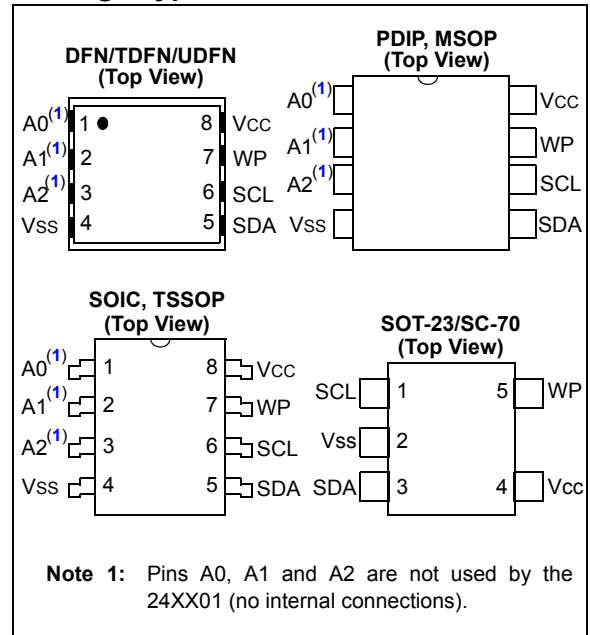 DFN/TDFN/UDFN
(Top View)
A0(1) 1 8 Vcc
A1(1) 2 7 WP
A2(1) 3 6 SCL
Vss 4 5 SDA
PDIP, MSOP
(Top View)
A0(1) Vcc
A1(1) WP
A2(1) SCL
Vss SDA
SOIC, TSSOP
(Top View)
A0(1) 1 8 Vcc
A1(1) 2 7 WP
A2(1) 3 6 SCL
Vss 4 5 SDA
SOT-23/SC-70
(Top View)
SCL 1 5 WP
Vss 2
SDA 3 4 Vcc
Note 1: Pins A0, A1 and A2 are not used by the
24XX01 (no internal connections).